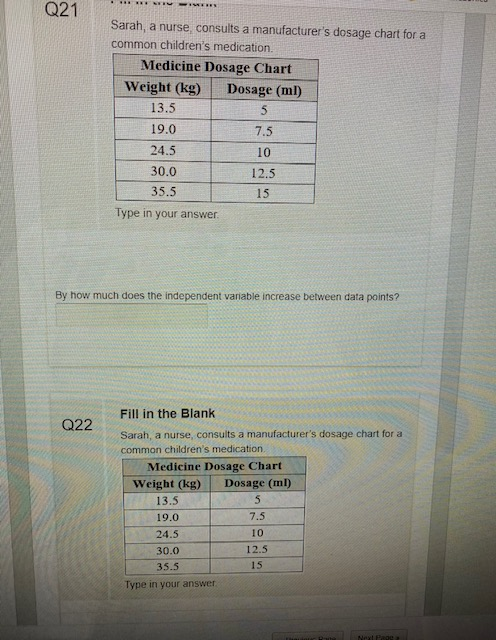 Q21
Sarah, a nurse, consults a manufacturer's dosage chart for a
common children's medication.
Medicine Dosage Chart
Weight (kg) Dosage (ml)
13.5 5
19.0 7.5
24.5 10
30.0 12.5
35.5 15
Type in your answer.
By how much does the independent variable increase between data points?
Q22
Fill in the Blank
Sarah, a nurse, consults a manufacturer's dosage chart for a
common children's medication.
Medicine Dosage Chart
Weight (kg) Dosage (ml)
13.5 5
19.0 7.5
24.5 10
30.0 12.5
35.5 15
Type in your answer.
Next Page